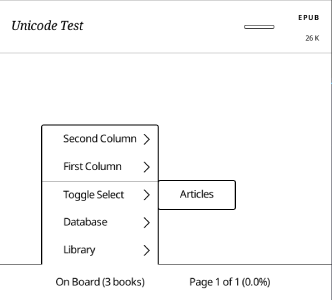 Unicode Test
EPUB
26 K
Second Column
First Column
Toggle Select
Articles
Database
Library
On Board (3 books)
Page 1 of 1 (0.0%)